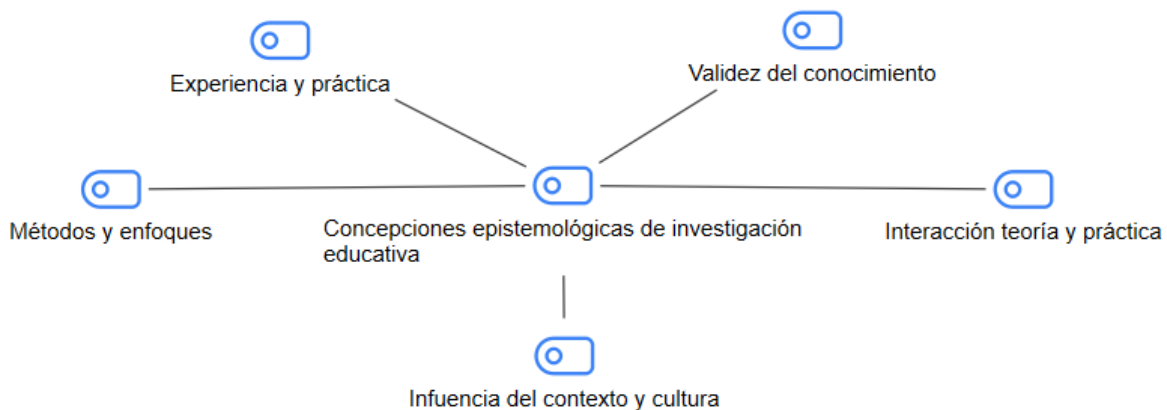 Validez del conocimiento
Experiencia y práctica
Métodos y enfoques
Concepciones epistemológicas de investigación
educativa
Interacción teoría y práctica
Infuencia del contexto y cultura